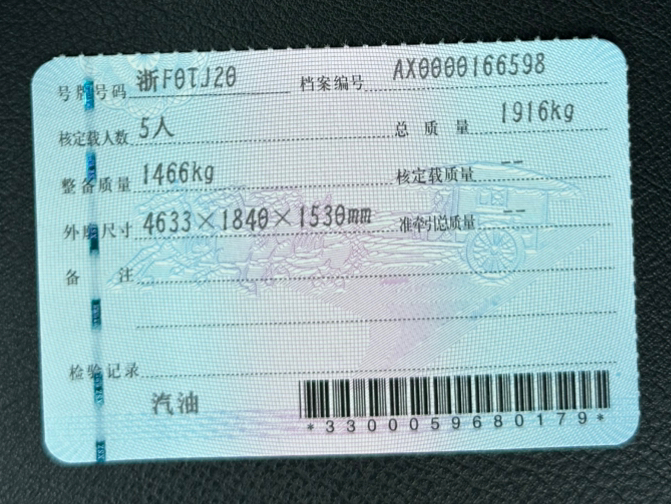 号牌号码 浙F0TJ20 档案编号 AX0000166598
核定载人数 5人 总质量 1916kg
整备质量 1466kg 核定载质量 --
外廓尺寸 4633×1840×1530mm 准牵引总质量 --
备注
检验记录
汽油
*3300059680179*